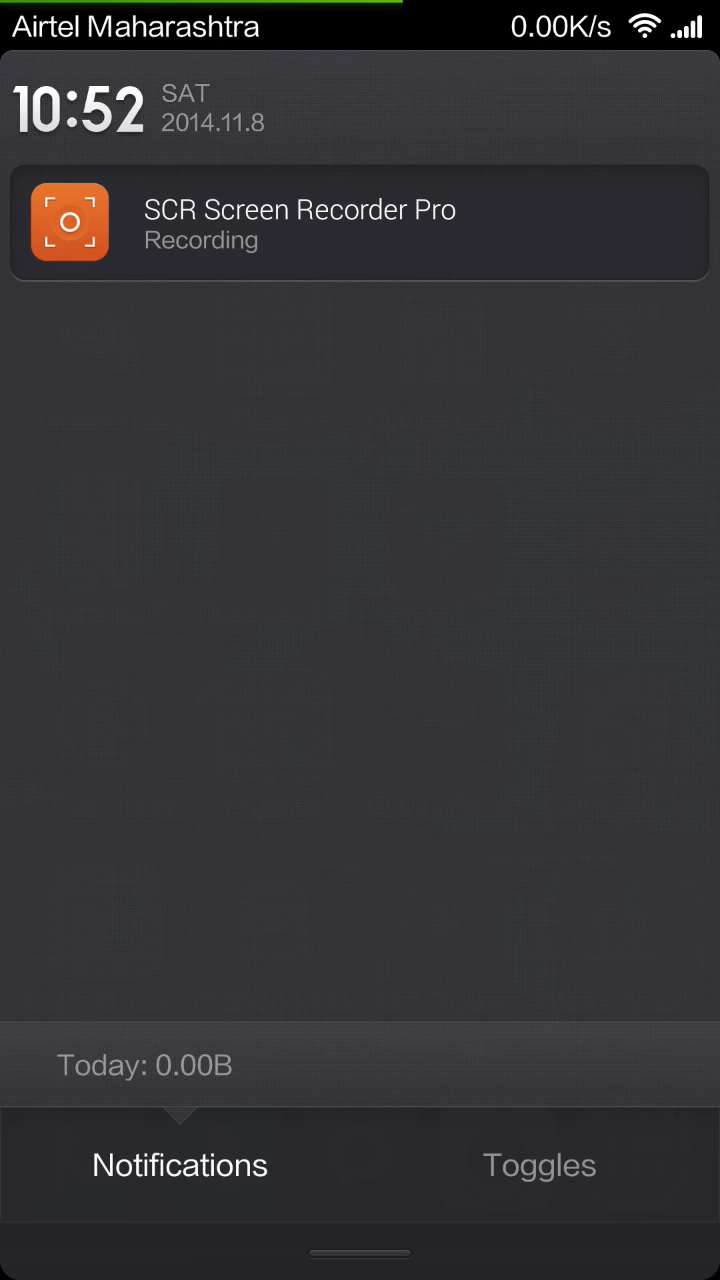 Airtel Maharashtra 0.00K/s
10:52 SAT
2014.11.8
SCR Screen Recorder Pro
Recording
Today: 0.00B
Notifications Toggles